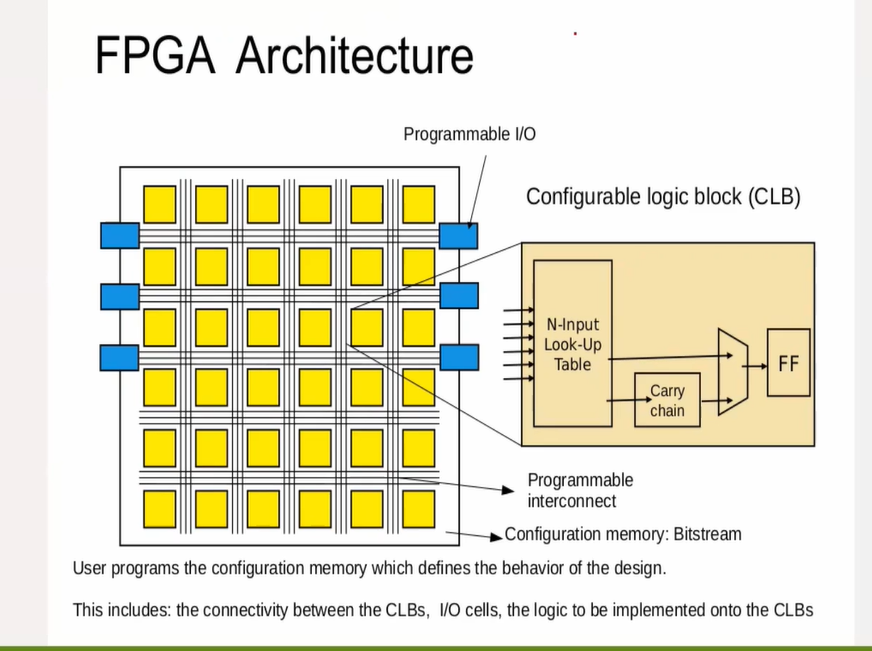 FPGA Architecture
Programmable I/O
Configurable logic block (CLB)
N-Input
Look-Up
Table
Carry
chain
FF
Programmable
interconnect
Configuration memory: Bitstream
User programs the configuration memory which defines the behavior of the design.
This includes: the connectivity between the CLBs, I/O cells, the logic to be implemented onto the CLBs